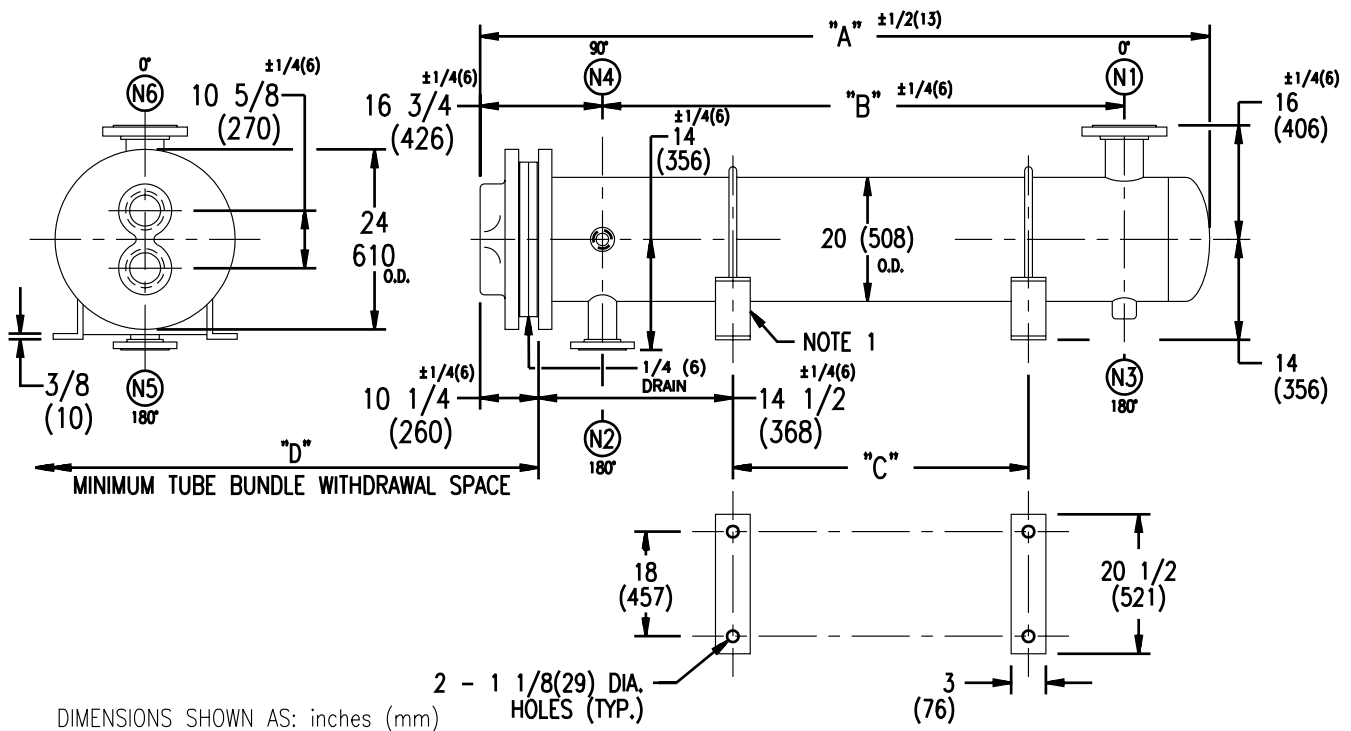 "A" ±1/2(13)
0°
N6
±1/4(6)
10 5/8
(270)
±1/4(6)
16 3/4
(426)
90°
N4
±1/4(6)
14
(356)
"B" ±1/4(6)
0°
N1
±1/4(6)
16
(406)
24
610
O.D.
20 (508)
O.D.
3/8
(10)
N5
180°
NOTE 1
1/4 (6)
DRAIN
±1/4(6)
10 1/4
(260)
N2
180°
±1/4(6)
14 1/2
(368)
N3
180°
14
(356)
"D"
MINIMUM TUBE BUNDLE WITHDRAWAL SPACE
"C"
18
(457)
20 1/2
(521)
2 - 1 1/8(29) DIA.
HOLES (TYP.)
3
(76)
DIMENSIONS SHOWN AS: inches (mm)